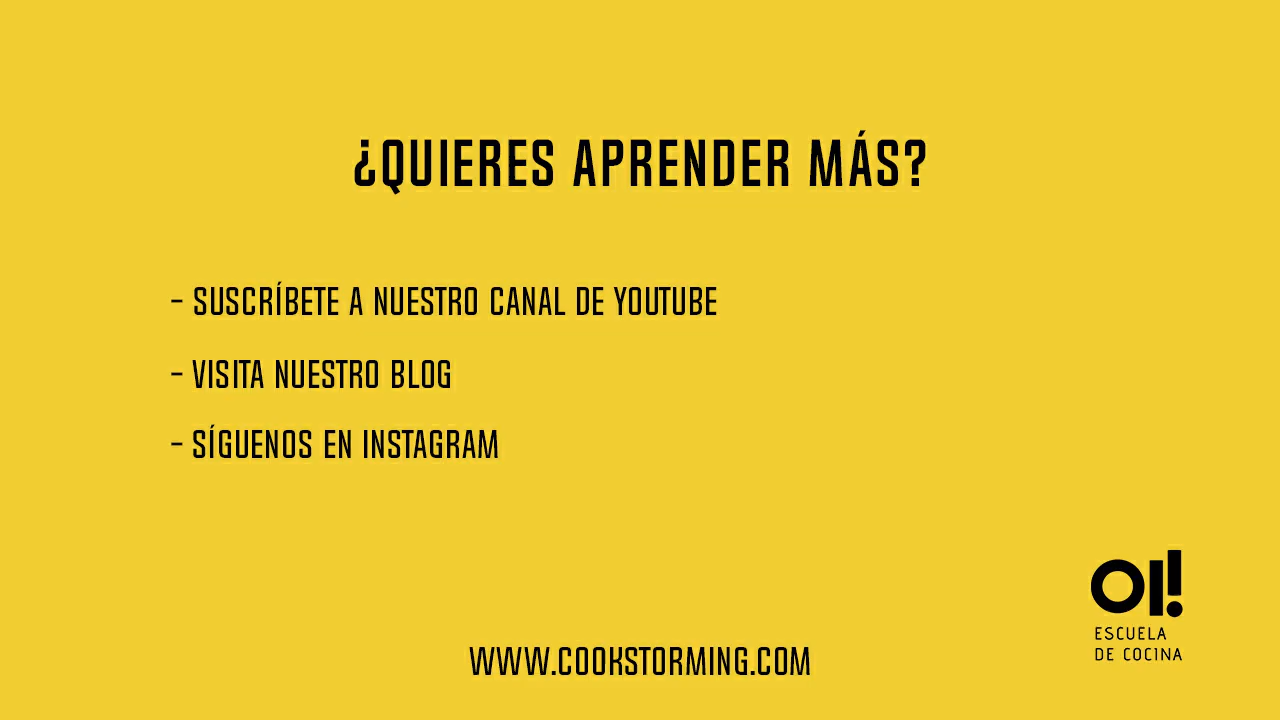 ¿QUIERES APRENDER MÁS?
- SUSCRÍBETE A NUESTRO CANAL DE YOUTUBE
- VISITA NUESTRO BLOG
- SÍGUENOS EN INSTAGRAM
OI!
ESCUELA
DE COCINA
WWW.COOKSTORMING.COM